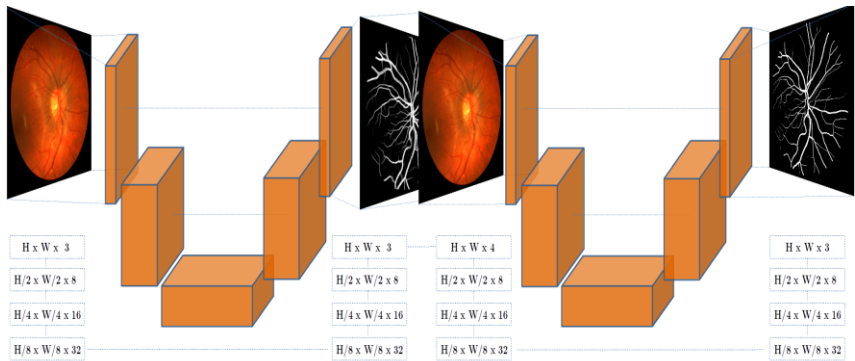 H x W x 3
H/2 x W/2 x 8
H/4 x W/4 x 16
H/8 x W/8 x 32
H x W x 3
H/2 x W/2 x 8
H/4 x W/4 x 16
H/8 x W/8 x 32
H x W x 4
H/2 x W/2 x 8
H/4 x W/4 x 16
H/8 x W/8 x 32
H x W x 3
H/2 x W/2 x 8
H/4 x W/4 x 16
H/8 x W/8 x 32